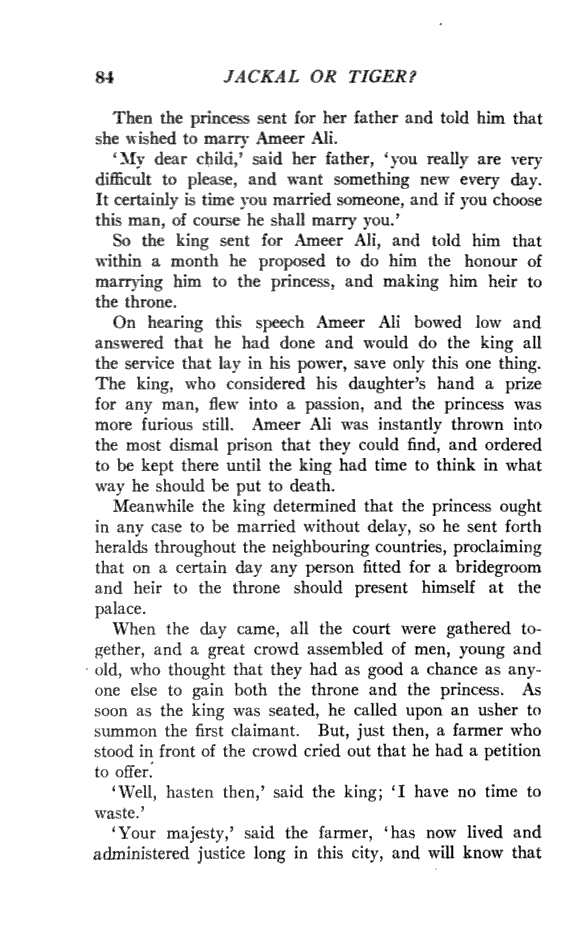 84 JACKAL OR TIGER?
Then the princess sent for her father and told him that
she wished to marry Ameer Ali.
‘My dear child,’ said her father, ‘you really are very
difficult to please, and want something new every day.
It certainly is time you married someone, and if you choose
this man, of course he shall marry you.’
So the king sent for Ameer Ali, and told him that
within a month he proposed to do him the honour of
marrying him to the princess, and making him heir to
the throne.
On hearing this speech Ameer Ali bowed low and
answered that he had done and would do the king all
the service that lay in his power, save only this one thing.
The king, who considered his daughter’s hand a prize
for any man, flew into a passion, and the princess was
more furious still. Ameer Ali was instantly thrown into
the most dismal prison that they could find, and ordered
to be kept there until the king had time to think in what
way he should be put to death.
Meanwhile the king determined that the princess ought
in any case to be married without delay, so he sent forth
heralds throughout the neighbouring countries, proclaiming
that on a certain day any person fitted for a bridegroom
and heir to the throne should present himself at the
palace.
When the day came, all the court were gathered to-
gether, and a great crowd assembled of men, young and
old, who thought that they had as good a chance as any-
one else to gain both the throne and the princess. As
soon as the king was seated, he called upon an usher to
summon the first claimant. But, just then, a farmer who
stood in front of the crowd cried out that he had a petition
to offer.
‘Well, hasten then,’ said the king; ‘I have no time to
waste.’
‘Your majesty,’ said the farmer, ‘has now lived and
administered justice long in this city, and will know that